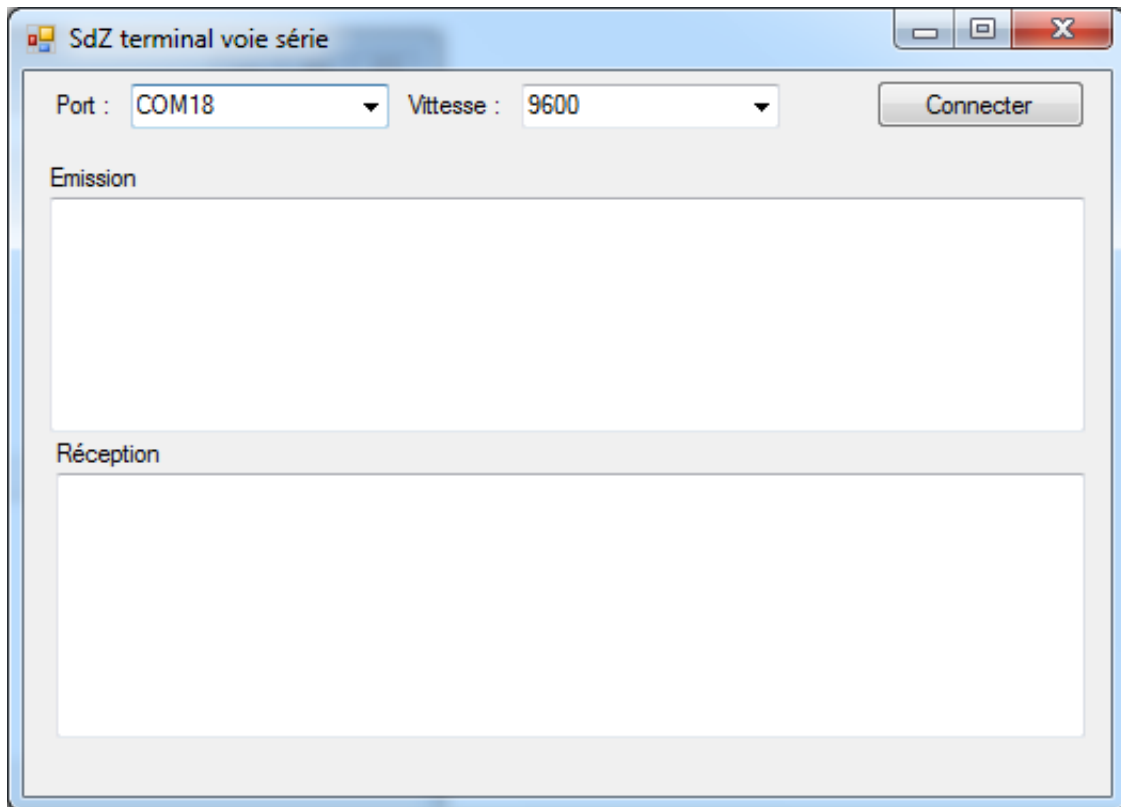 SdZ terminal voie série
Port : COM18 Vittesse : 9600 Connecter
Emission
Réception